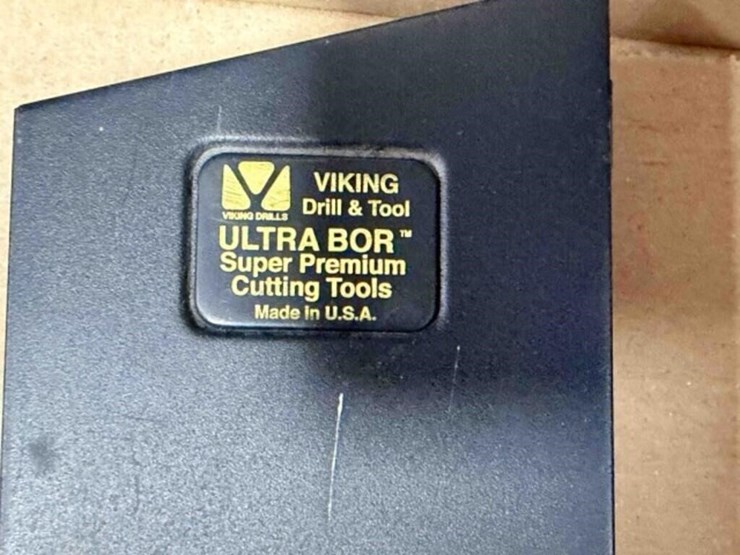 VIKING
Drill & Tool
VIKING DRILLS
ULTRA BOR™
Super Premium
Cutting Tools
Made in U.S.A.